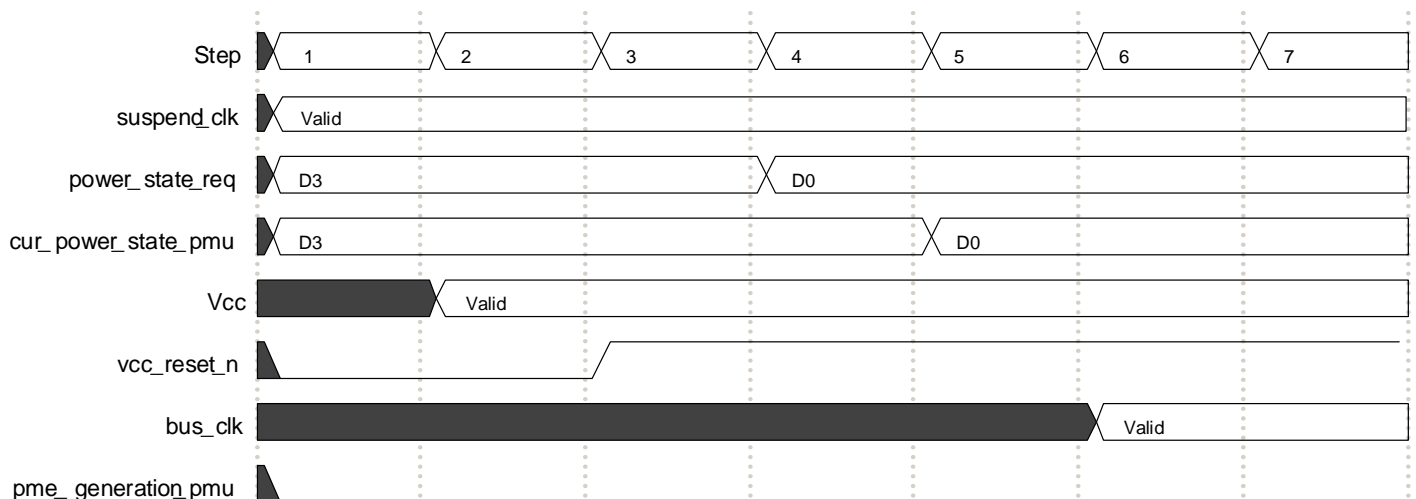 Step 1 2 3 4 5 6 7
suspend_clk Valid
power_state_req D3 D0
cur_power_state_pmu D3 D0
Vcc Valid
vcc_reset_n
bus_clk Valid
pme_generation_pmu